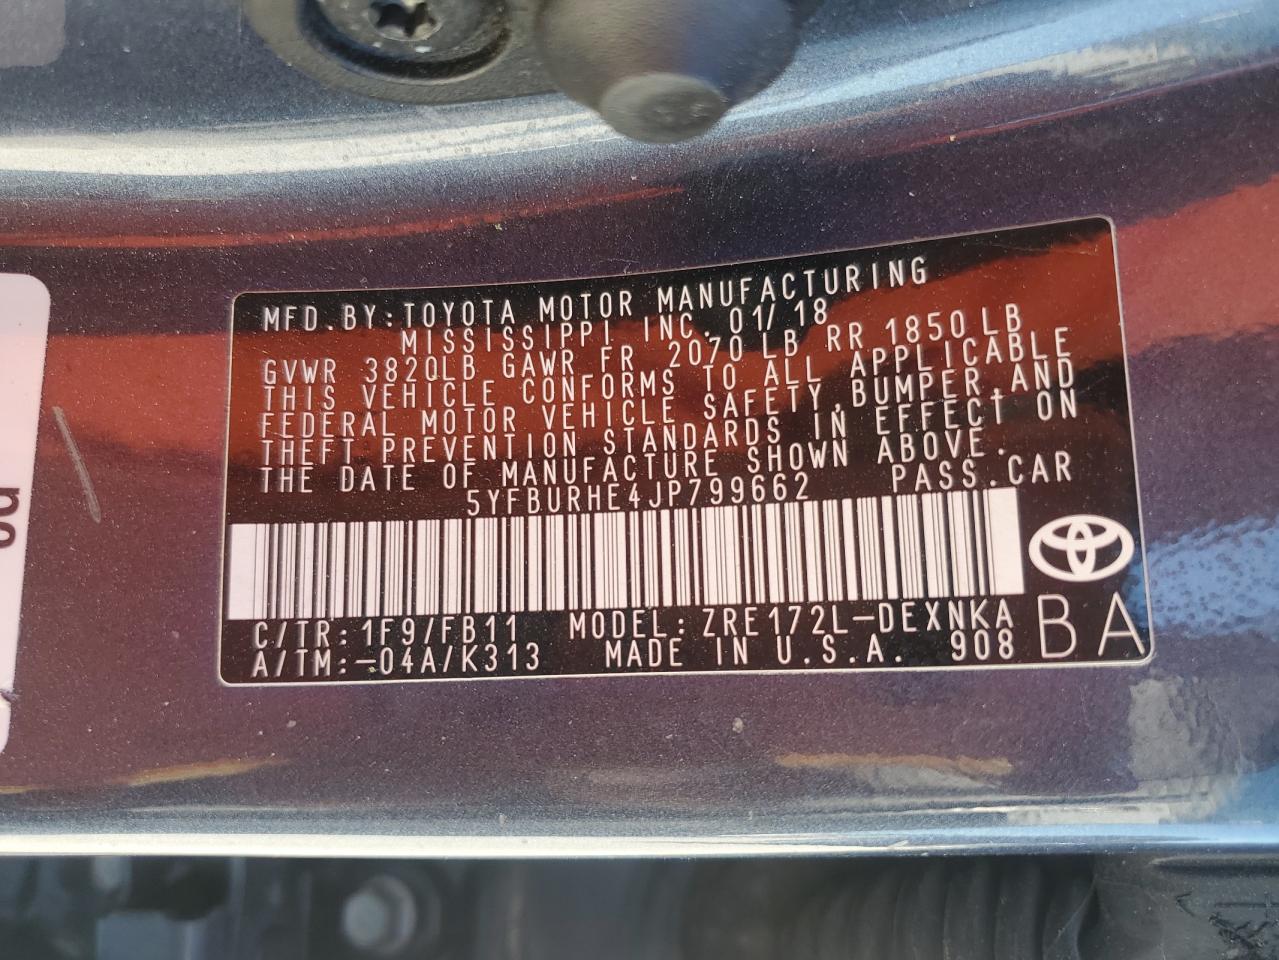 MFD.BY:TOYOTA MOTOR MANUFACTURING
MISSISSIPPI INC. 01/18
GVWR 3820LB GAWR FR 2070LB RR 1850LB
THIS VEHICLE CONFORMS TO ALL APPLICABLE
FEDERAL MOTOR VEHICLE SAFETY,BUMPER,AND
THEFT PREVENTION STANDARDS IN EFFECT ON
THE DATE OF MANUFACTURE SHOWN ABOVE.
5YFBURHE4JP799662 PASS.CAR
C/TR:1F9/FB11 MODEL:ZRE172L-DEXNKA
A/TM:-04A/K313 MADE IN U.S.A. 908
BA